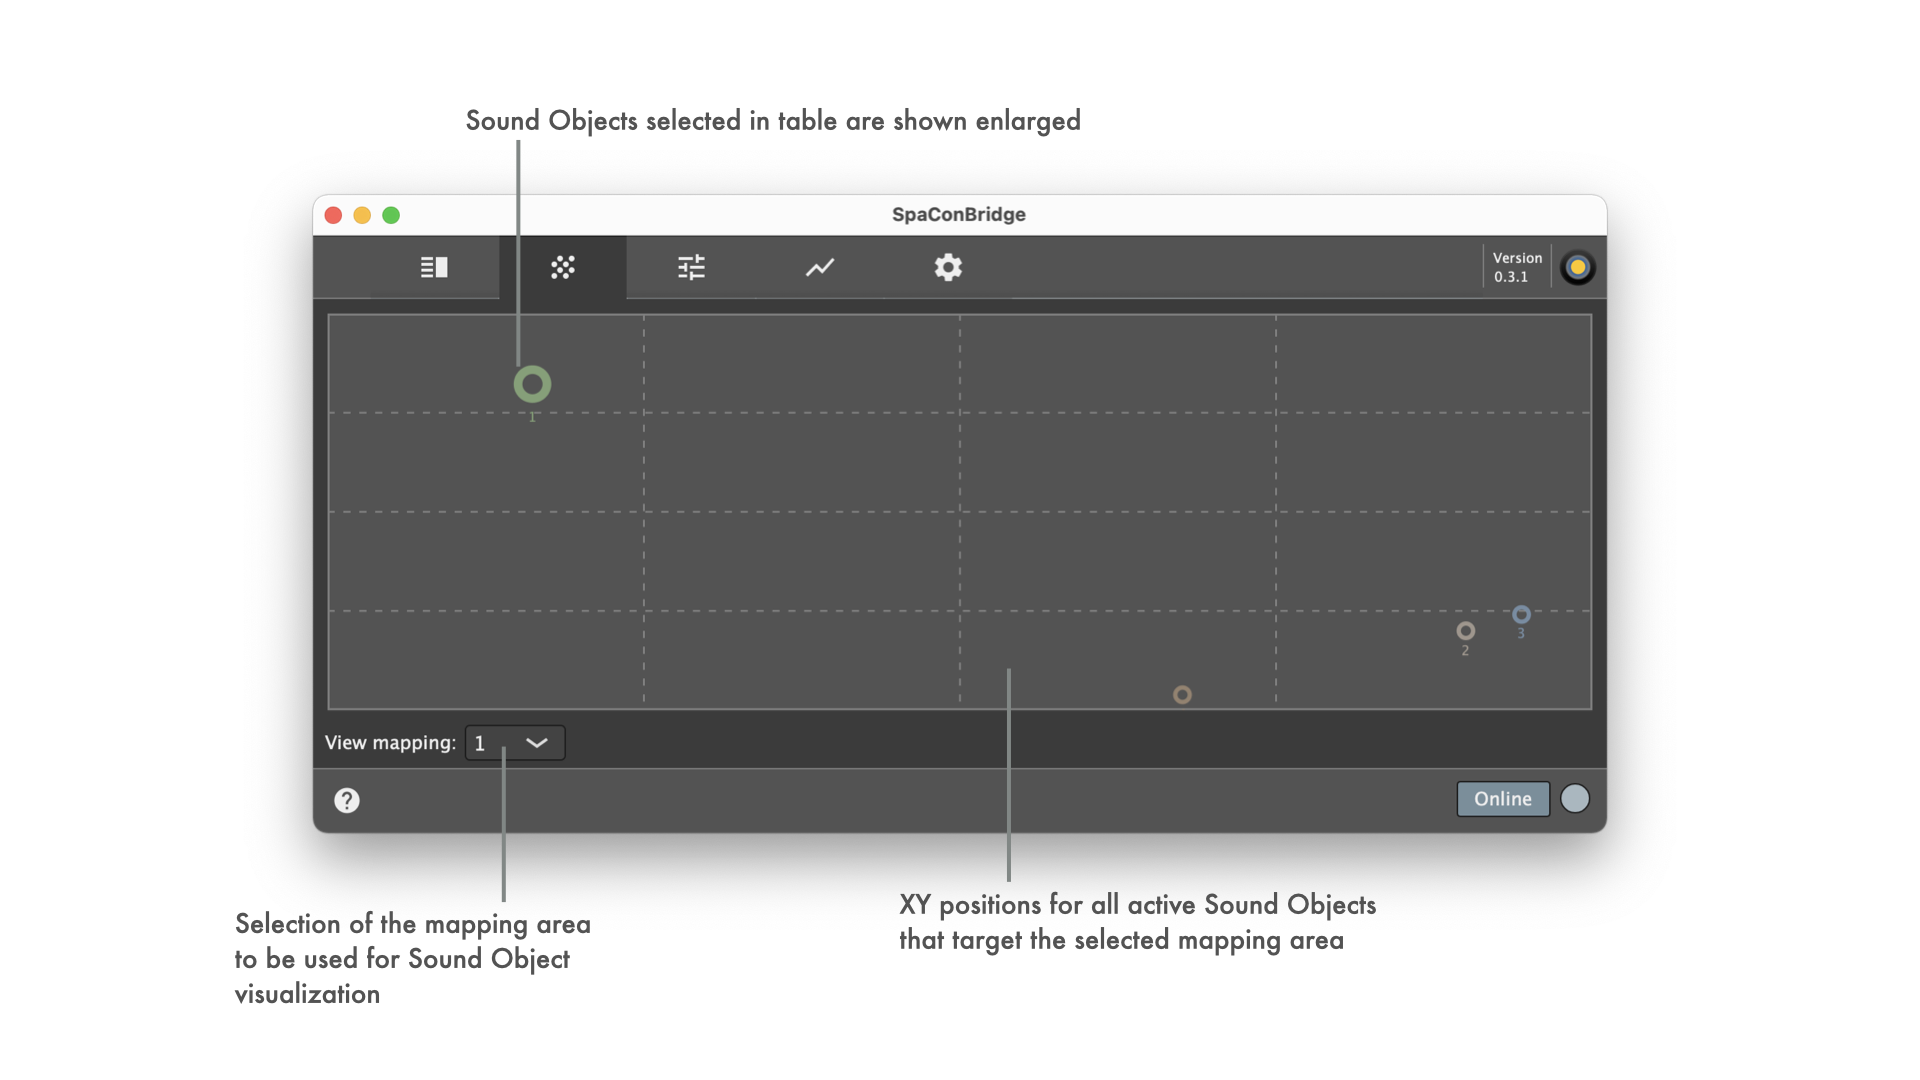 Sound Objects selected in table are shown enlarged
SpaConBridge
Version
0.3.1
1
3
2
View mapping: 1
?
Online
XY positions for all active Sound Objects
that target the selected mapping area
Selection of the mapping area
to be used for Sound Object
visualization